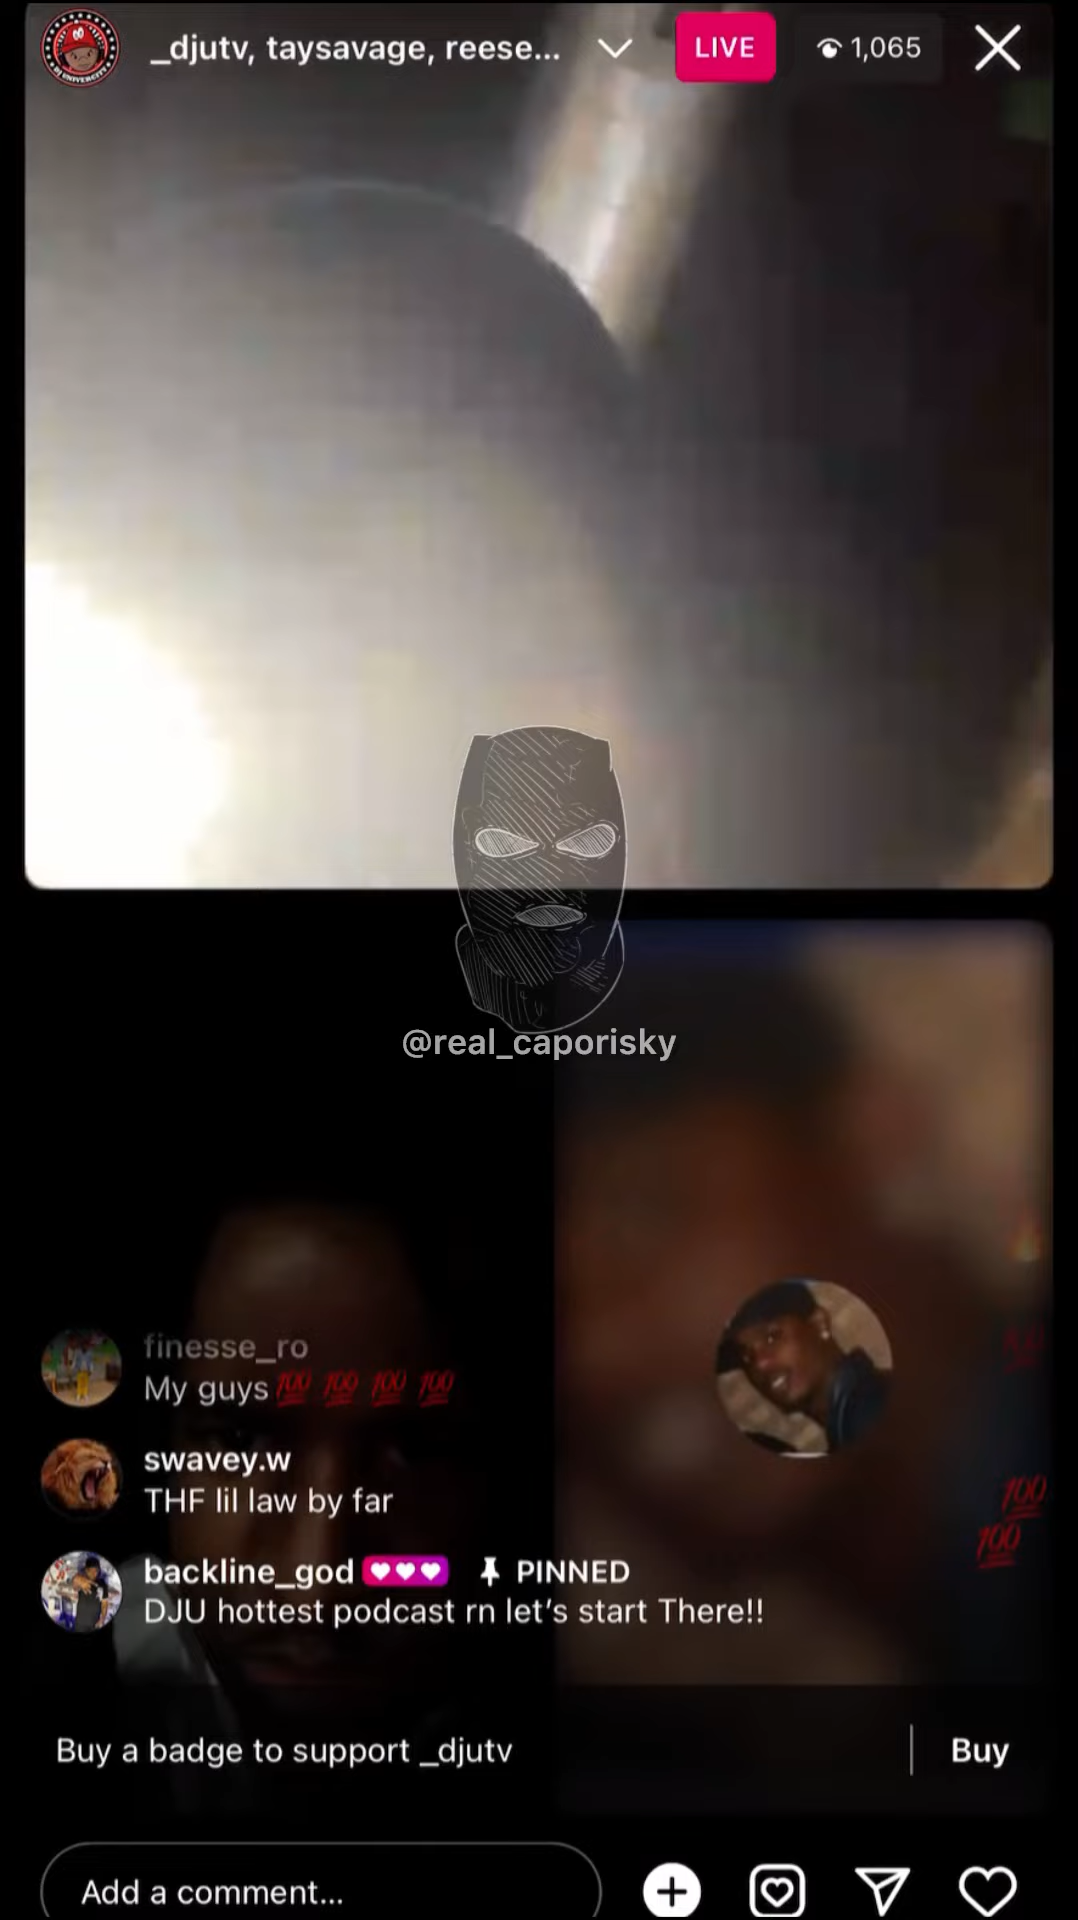 _djutv, taysavage, reese...
LIVE
1,065
@real_caporisky
finesse_ro
My guys💯 💯 💯 💯
swavey.w
THF lil law by far
backline_god PINNED
DJU hottest podcast rn let's start There!!
💯
💯
Buy a badge to support _djutv
Buy
Add a comment...